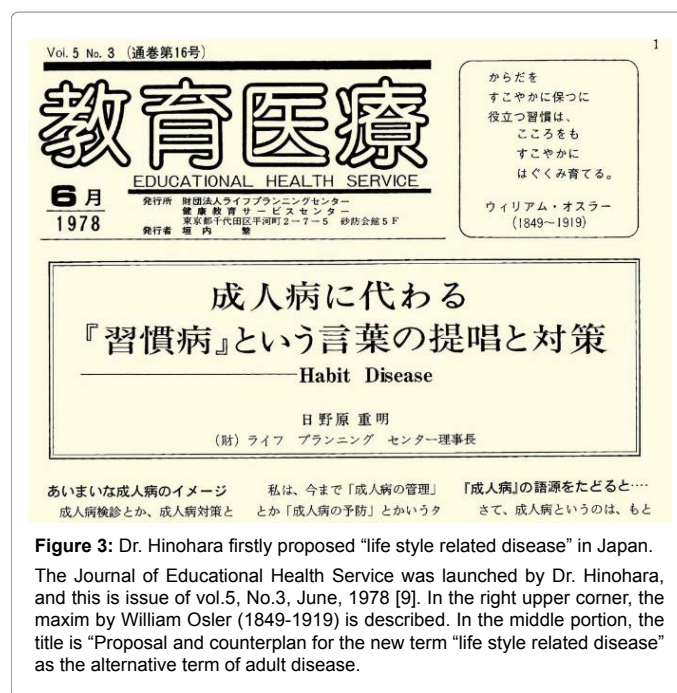 Vol. 5 No. 3 (通巻第16号)
1
教育医療
EDUCATIONAL HEALTH SERVICE
6月
1978
発行所 財団法人ライフプランニングセンター
健康教育サービスセンター
東京都千代田区平河町2-7-5 砂防会館5F
発行者 垣内 繁
からだを
すこやかに保つに
役立つ習慣は、
こころをも
すこやかに
はぐくみ育てる。
ウィリアム・オスラー
(1849〜1919)
成人病に代わる
『習慣病』という言葉の提唱と対策
Habit Disease
日野原 重明
(財) ライフ プランニング センター理事長
あいまいな成人病のイメージ
成人病検診とか、成人病対策と
私は、今まで「成人病の管理」
とか「成人病の予防」とかいうタ
『成人病』の語源をたどると‥‥
さて、成人病というのは、もと
Figure 3: Dr. Hinohara firstly proposed “life style related disease” in Japan.
The Journal of Educational Health Service was launched by Dr. Hinohara,
and this is issue of vol.5, No.3, June, 1978 [9]. In the right upper corner, the
maxim by William Osler (1849-1919) is described. In the middle portion, the
title is “Proposal and counterplan for the new term “life style related disease”
as the alternative term of adult disease.